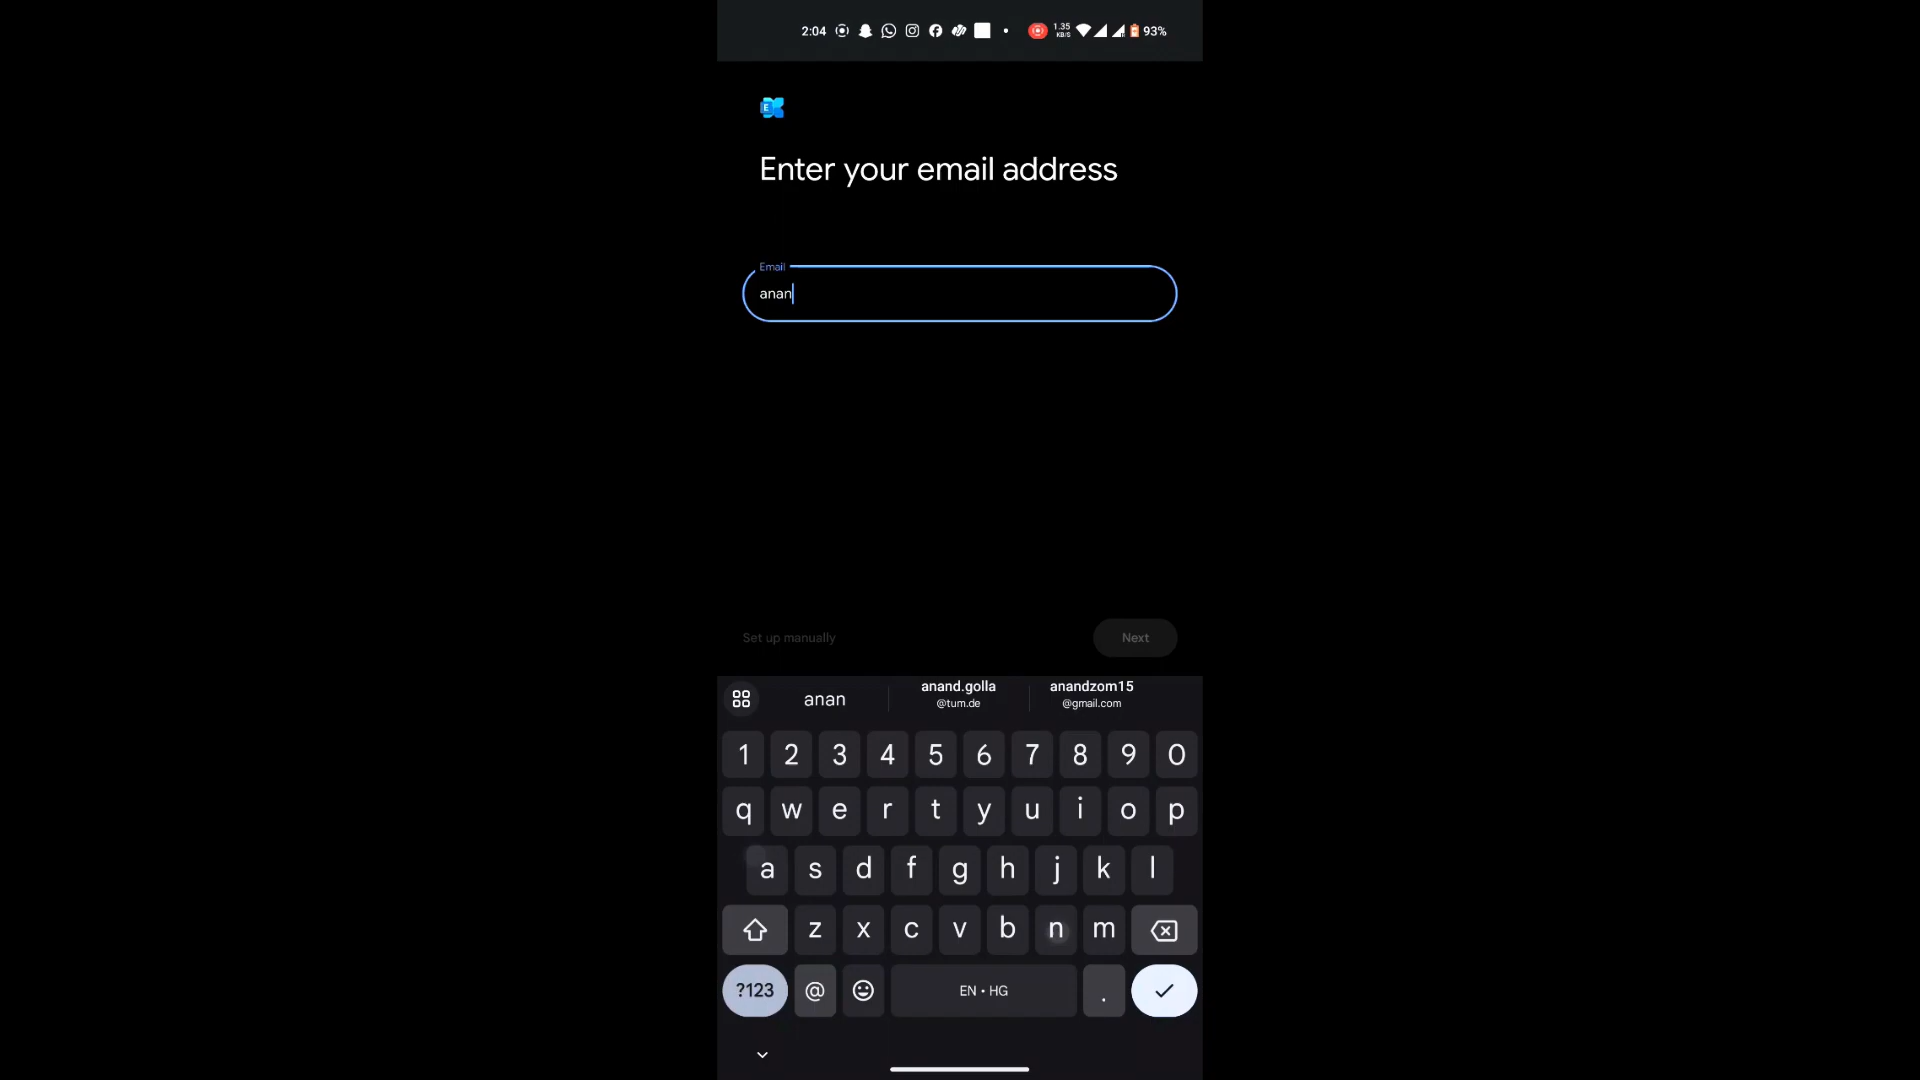 2:04 1.35 KB/S 93%
E
Enter your email address
Email
anan
Set up manually Next
anan anand.golla anandzom15
@tum.de @gmail.com
1 2 3 4 5 6 7 8 9 0
q w e r t y u i o p
a s d f g h j k l
z x c v b n m
?123 @ EN • HG .